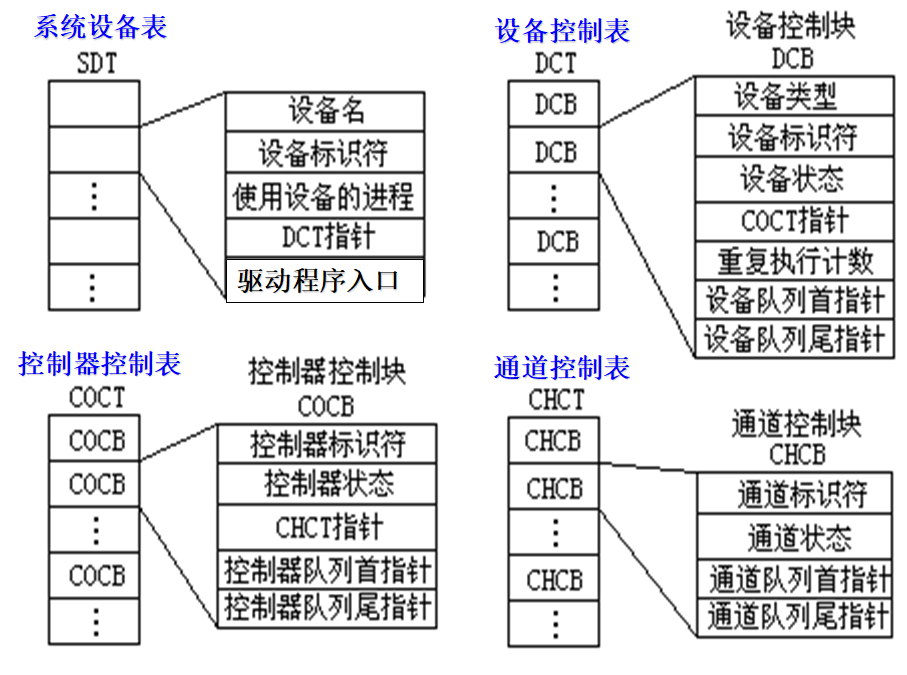 系统设备表
SDT
⋮
⋮
设备名
设备标识符
使用设备的进程
DCT指针
驱动程序入口
设备控制表
DCT
DCB
DCB
⋮
DCB
⋮
设备控制块
DCB
设备类型
设备标识符
设备状态
COCT指针
重复执行计数
设备队列首指针
设备队列尾指针
控制器控制表
COCT
COCB
COCB
⋮
COCB
⋮
控制器控制块
COCB
控制器标识符
控制器状态
CHCT指针
控制器队列首指针
控制器队列尾指针
通道控制表
CHCT
CHCB
CHCB
⋮
CHCB
⋮
通道控制块
CHCB
通道标识符
通道状态
通道队列首指针
通道队列尾指针